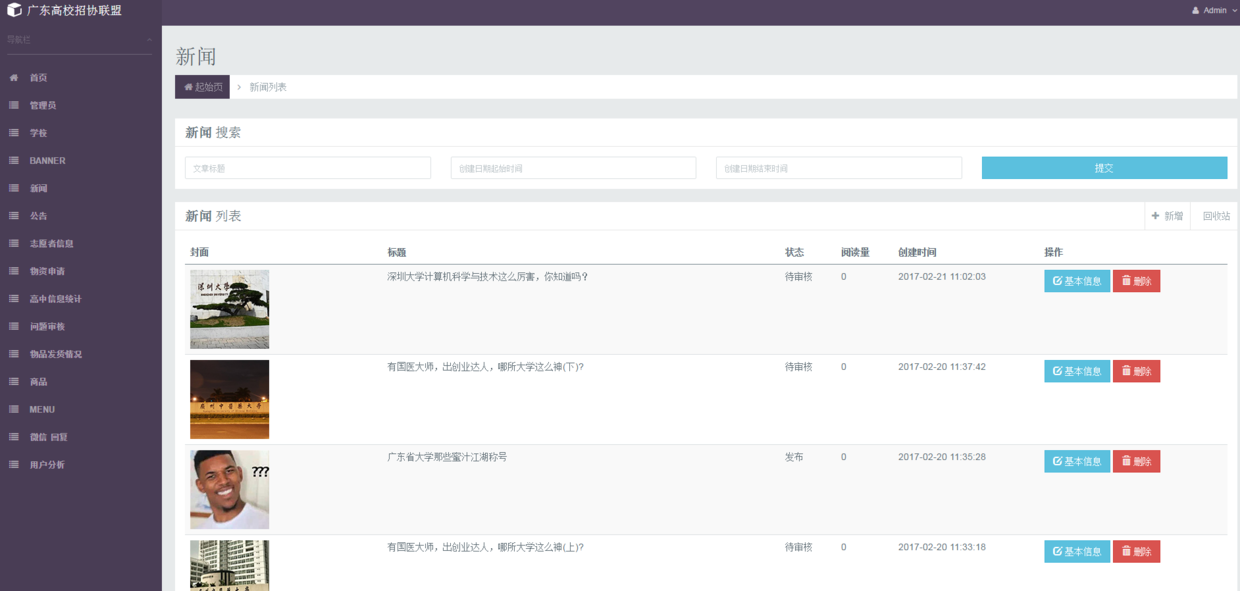 广东高校招协联盟
Admin
导航栏
首页
管理员
学校
BANNER
新闻
公告
志愿者信息
物资申请
高中信息统计
问题审核
物品发货情况
商品
MENU
微信 回复
用户分析
新闻
起始页 > 新闻列表
新闻 搜索
文章标题 创建日期起始时间 创建日期结束时间 提交
新闻 列表 + 新增 回收站
封面 标题 状态 阅读量 创建时间 操作
深圳大学
深圳大学计算机科学与技术这么厉害，你知道吗？ 待审核 0 2017-02-21 11:02:03 基本信息 删除
广州中医药大学
有国医大师，出创业达人，哪所大学这么神(下)? 待审核 0 2017-02-20 11:37:42 基本信息 删除
???
广东省大学那些蜜汁江湖称号 发布 0 2017-02-20 11:35:28 基本信息 删除
有国医大师，出创业达人，哪所大学这么神(上)? 待审核 0 2017-02-20 11:33:18 基本信息 删除